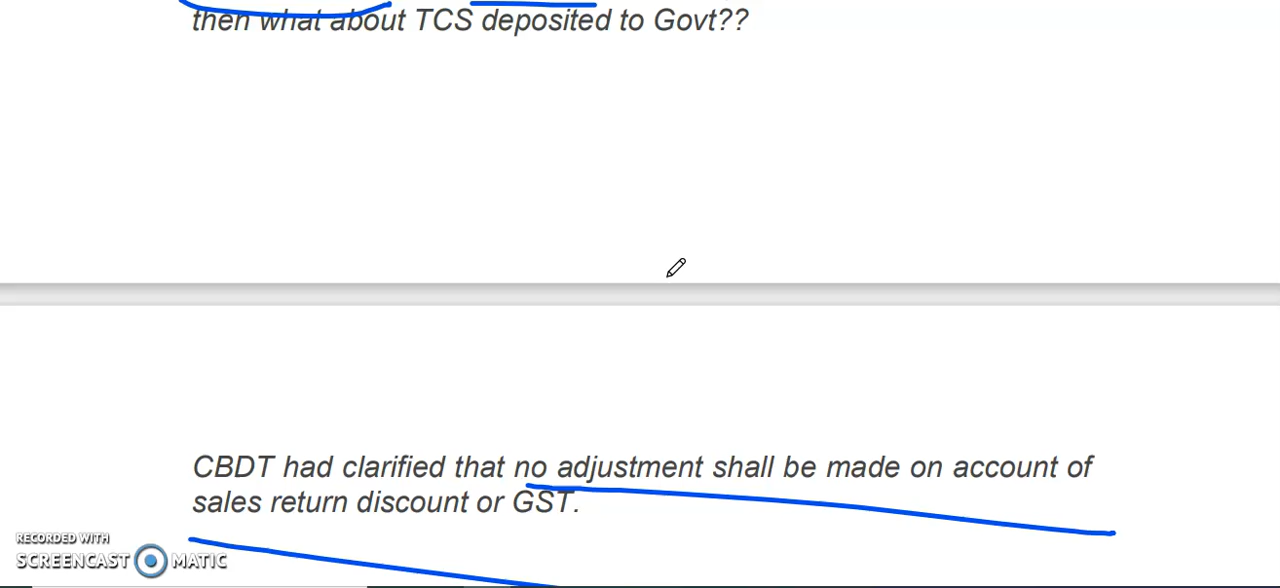 then what about TCS deposited to Govt??
CBDT had clarified that no adjustment shall be made on account of
sales return discount or GST.
RECORDED WITH
SCREENCAST MATIC